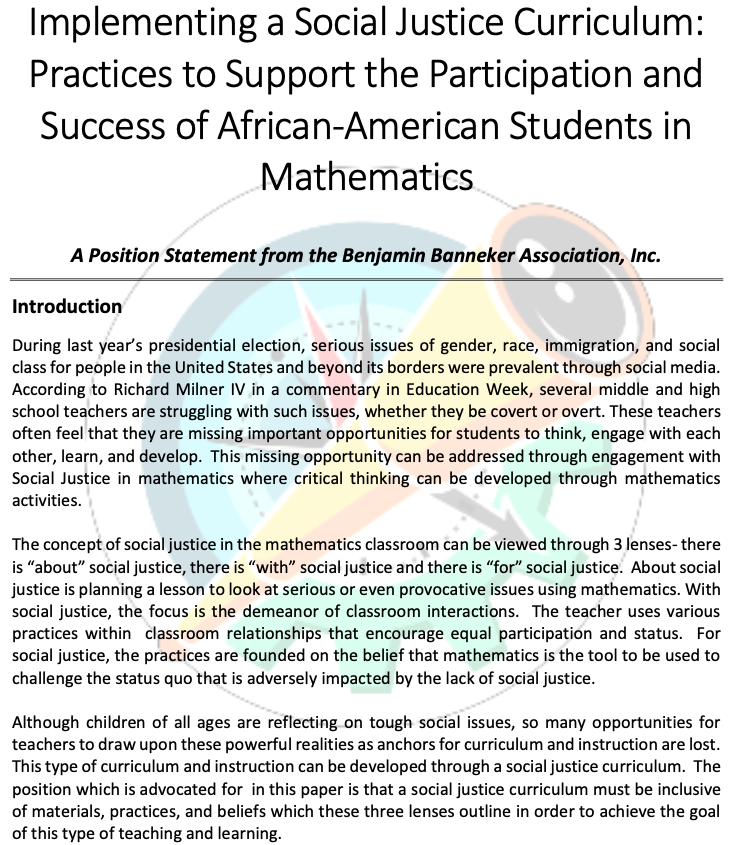 Implementing a Social Justice Curriculum:
Practices to Support the Participation and
Success of African-American Students in
Mathematics
A Position Statement from the Benjamin Banneker Association, Inc.
Introduction
During last year’s presidential election, serious issues of gender, race, immigration, and social
class for people in the United States and beyond its borders were prevalent through social media.
According to Richard Milner IV in a commentary in Education Week, several middle and high
school teachers are struggling with such issues, whether they be covert or overt. These teachers
often feel that they are missing important opportunities for students to think, engage with each
other, learn, and develop.  This missing opportunity can be addressed through engagement with
Social Justice in mathematics where critical thinking can be developed through mathematics
activities.
The concept of social justice in the mathematics classroom can be viewed through 3 lenses- there
is “about” social justice, there is “with” social justice and there is “for” social justice.  About social
justice is planning a lesson to look at serious or even provocative issues using mathematics. With
social justice, the focus is the demeanor of classroom interactions.  The teacher uses various
practices within  classroom relationships that encourage equal participation and status.  For
social justice, the practices are founded on the belief that mathematics is the tool to be used to
challenge the status quo that is adversely impacted by the lack of social justice.
Although children of all ages are reflecting on tough social issues, so many opportunities for
teachers to draw upon these powerful realities as anchors for curriculum and instruction are lost.
This type of curriculum and instruction can be developed through a social justice curriculum.  The
position which is advocated for  in this paper is that a social justice curriculum must be inclusive
of materials, practices, and beliefs which these three lenses outline in order to achieve the goal
of this type of teaching and learning.